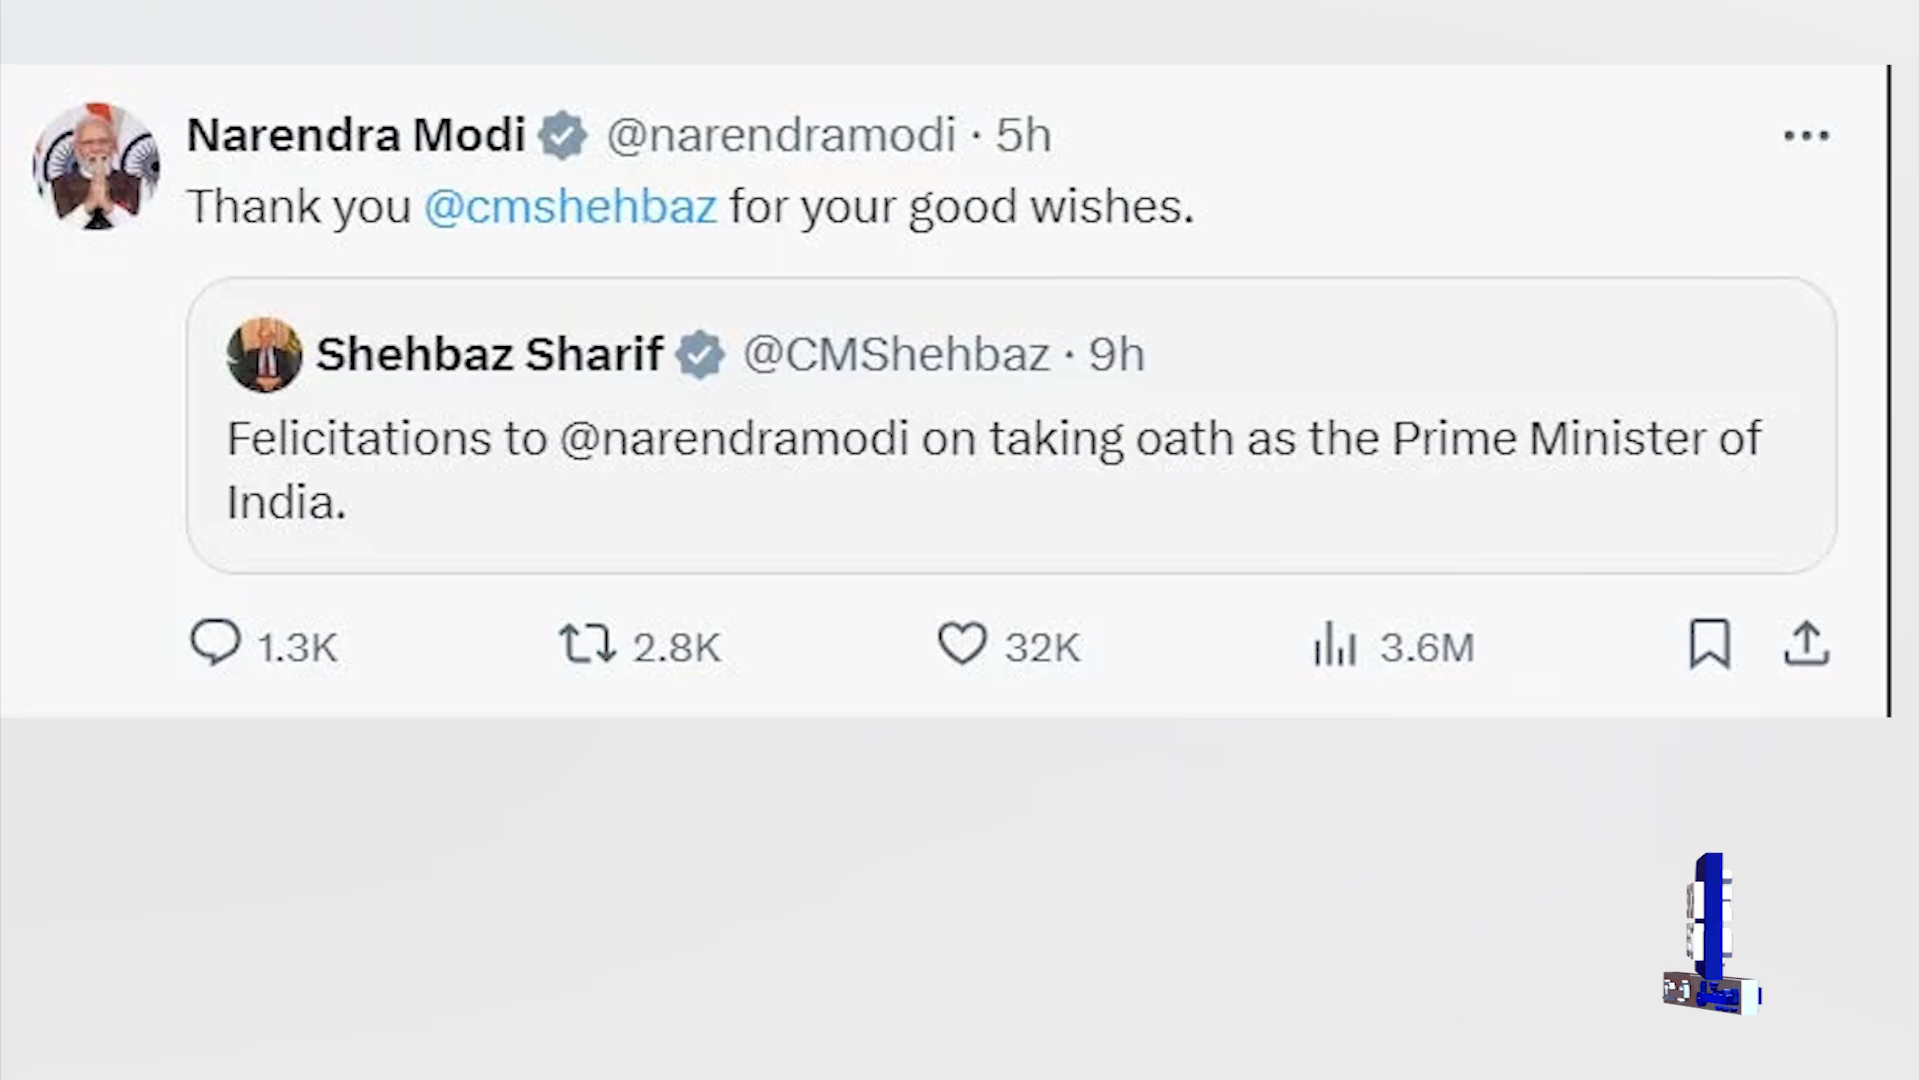 Narendra Modi @narendramodi · 5h
Thank you @cmshehbaz for your good wishes.
Shehbaz Sharif @CMShehbaz · 9h
Felicitations to @narendramodi on taking oath as the Prime Minister of
India.
1.3K 2.8K 32K 3.6M